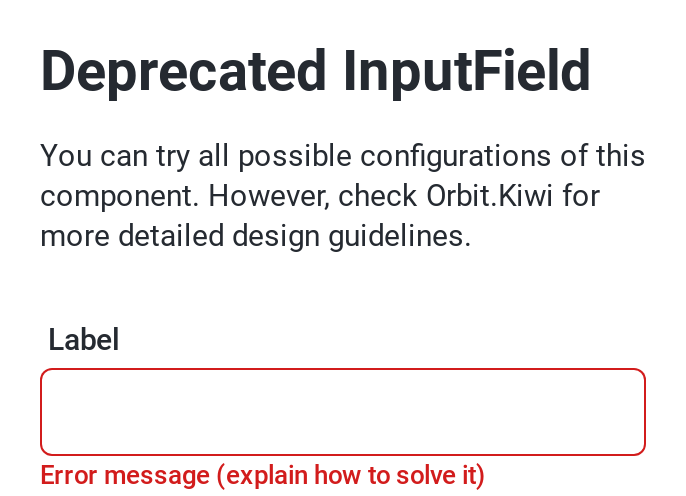 Deprecated InputField
You can try all possible configurations of this
component. However, check Orbit.Kiwi for
more detailed design guidelines.
Label
Error message (explain how to solve it)